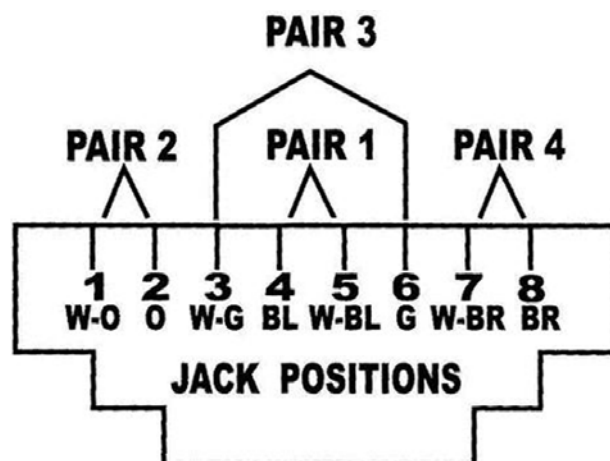 PAIR 3
PAIR 2 PAIR 1 PAIR 4
1 2 3 4 5 6 7 8
W-O O W-G BL W-BL G W-BR BR
JACK POSITIONS